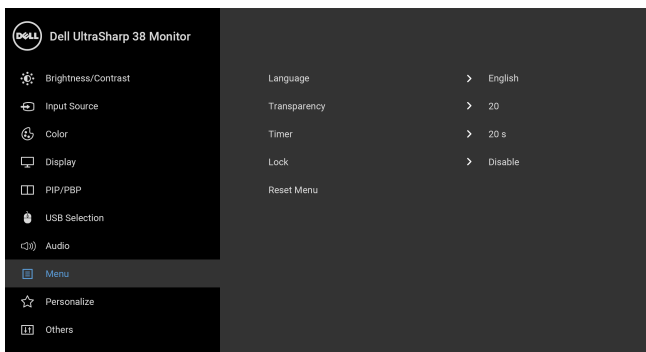 DELL Dell UltraSharp 38 Monitor
Brightness/Contrast
Input Source
Color
Display
PIP/PBP
USB Selection
Audio
Menu
Personalize
Others
Language > English
Transparency > 20
Timer > 20 s
Lock > Disable
Reset Menu